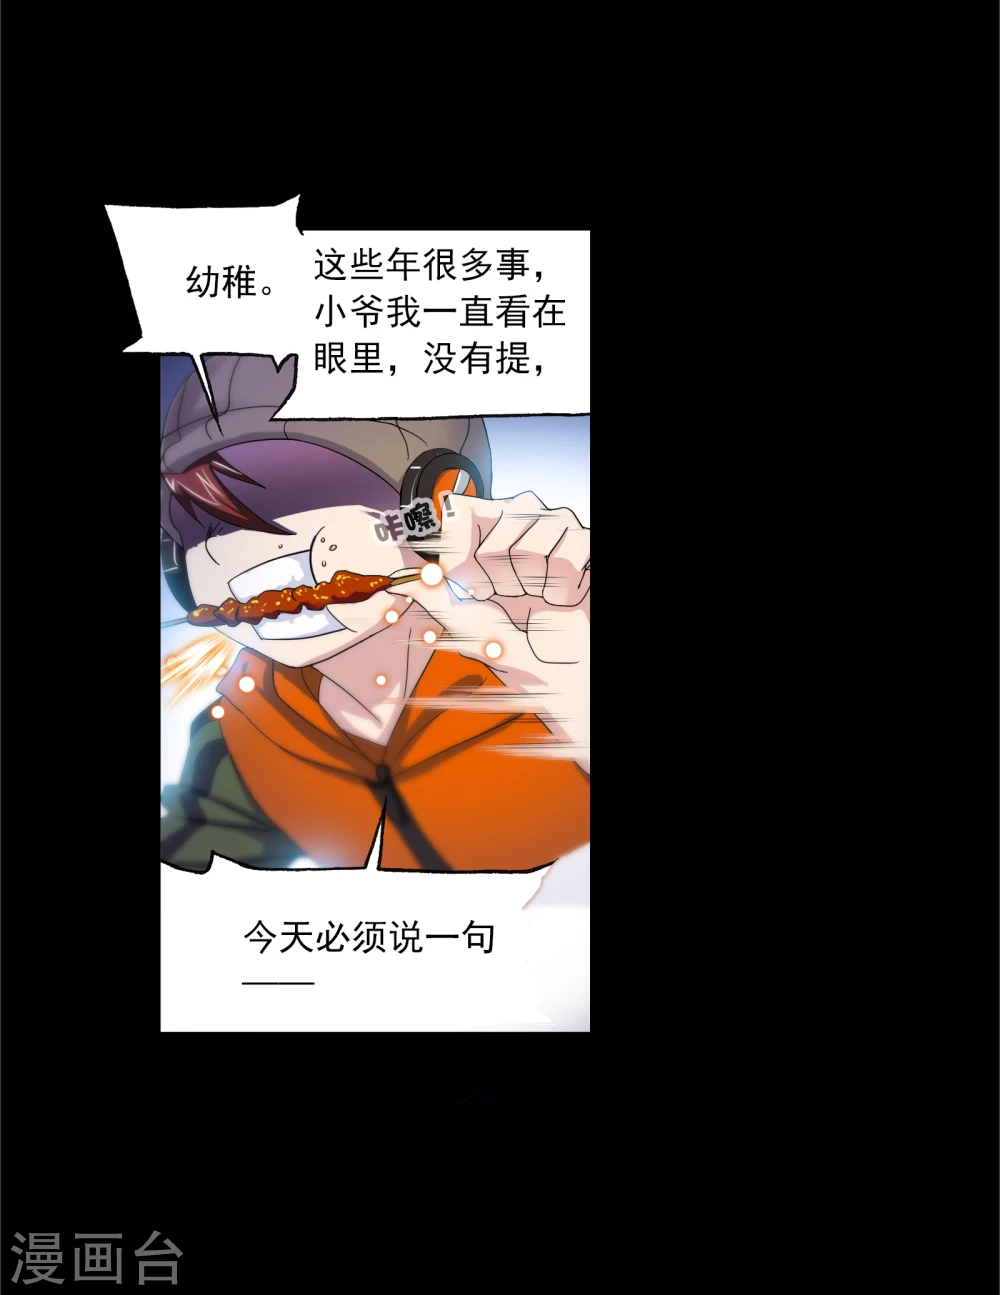 幼稚。
这些年很多事，
小爷我一直看在
眼里，没有提，
咔嚓！
今天必须说一句
——
漫画台